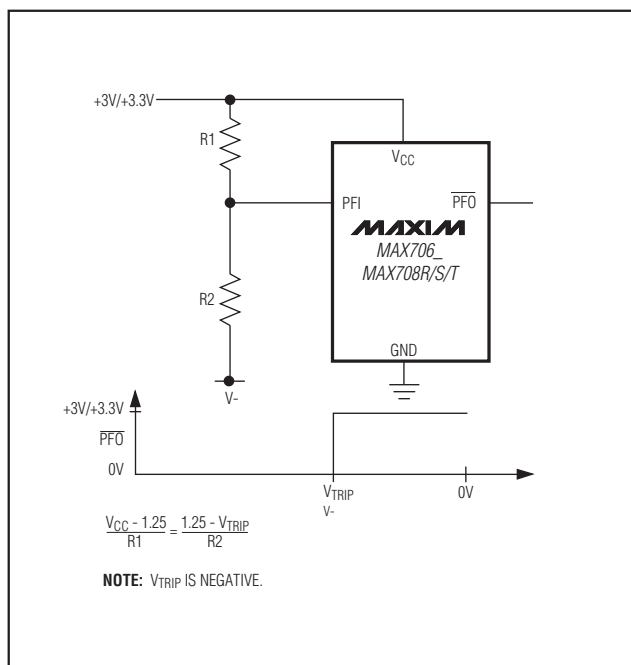 +3V/+3.3V
R1
VCC
PFI
PFO
MAXIM
MAX706_
MAX708R/S/T
R2
GND
V-
+3V/+3.3V
PFO
0V
VTRIP
0V
V-
VCC - 1.25 = 1.25 - VTRIP
R1 R2
NOTE: VTRIP IS NEGATIVE.